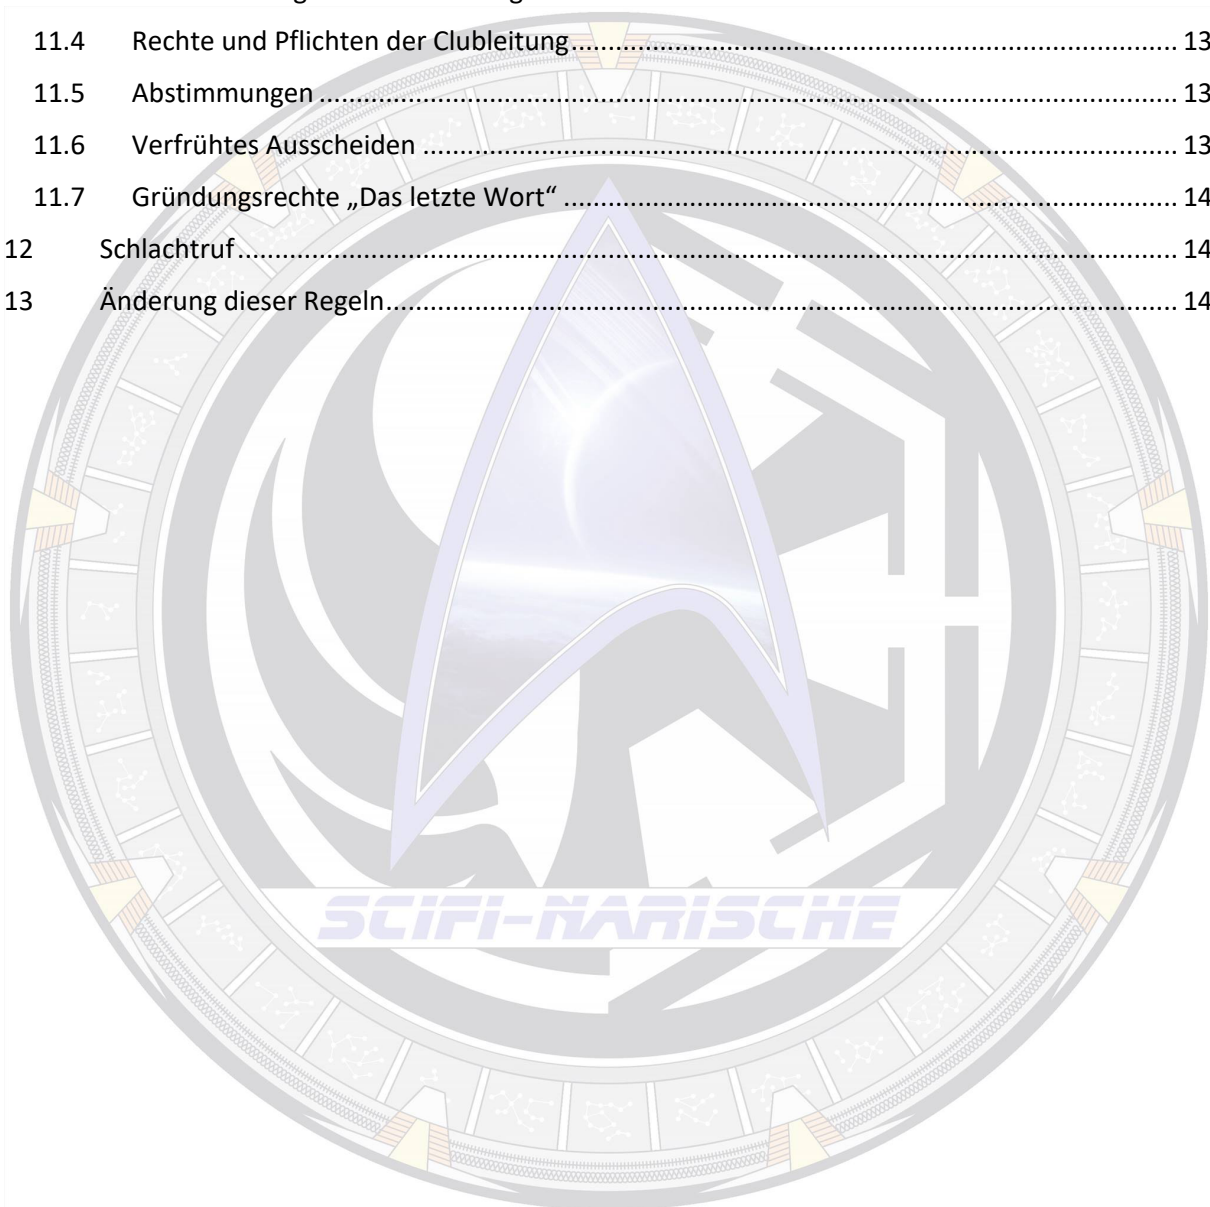 11.4 Rechte und Pflichten der Clubleitung 13
11.5 Abstimmungen 13
11.6 Verfrühtes Ausscheiden 13
11.7 Gründungsrechte „Das letzte Wort“ 14
12 Schlachtruf 14
13 Änderung dieser Regeln 14
SCIFI-NARISCHE